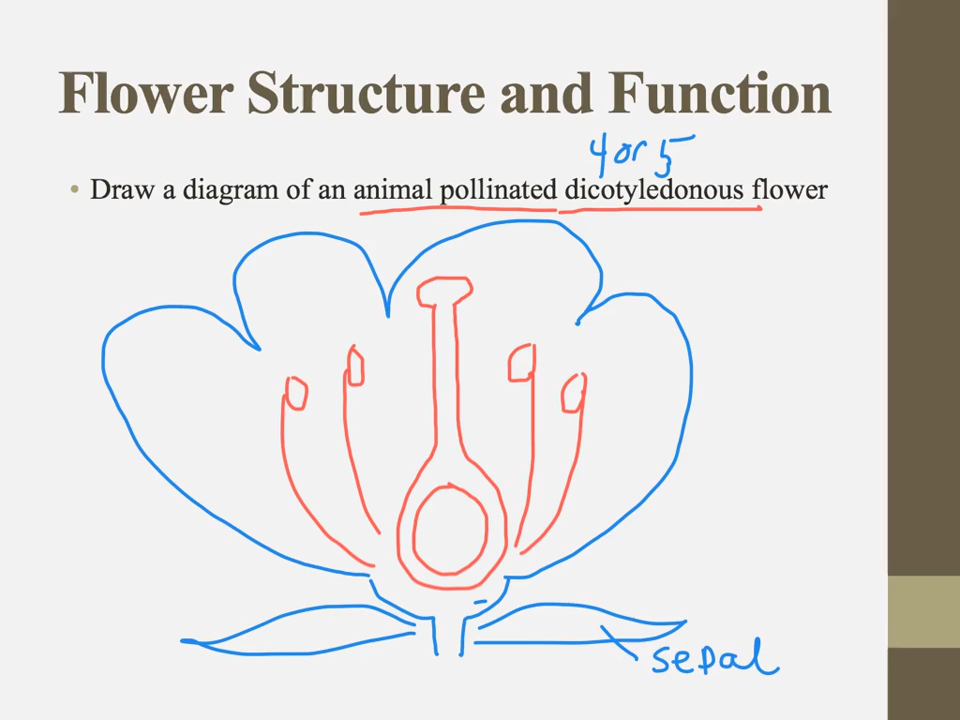 Flower Structure and Function
4 or 5
• Draw a diagram of an animal pollinated dicotyledonous flower
sepal